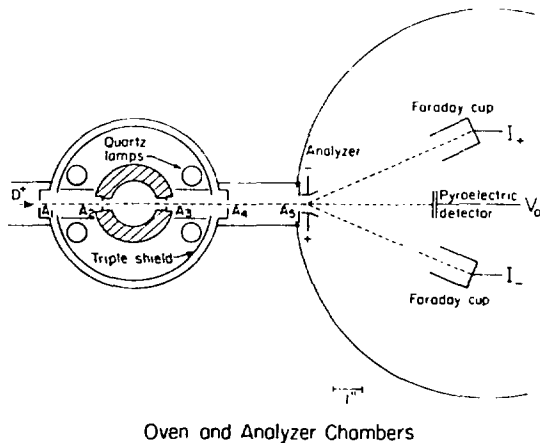 Faraday cup
I+
Quartz
lamps
Analyzer
D+
A1
A2
A3
A4
A5
+
Pyroelectric
detector
Triple shield
I-
Faraday cup
1"
Oven and Analyzer Chambers